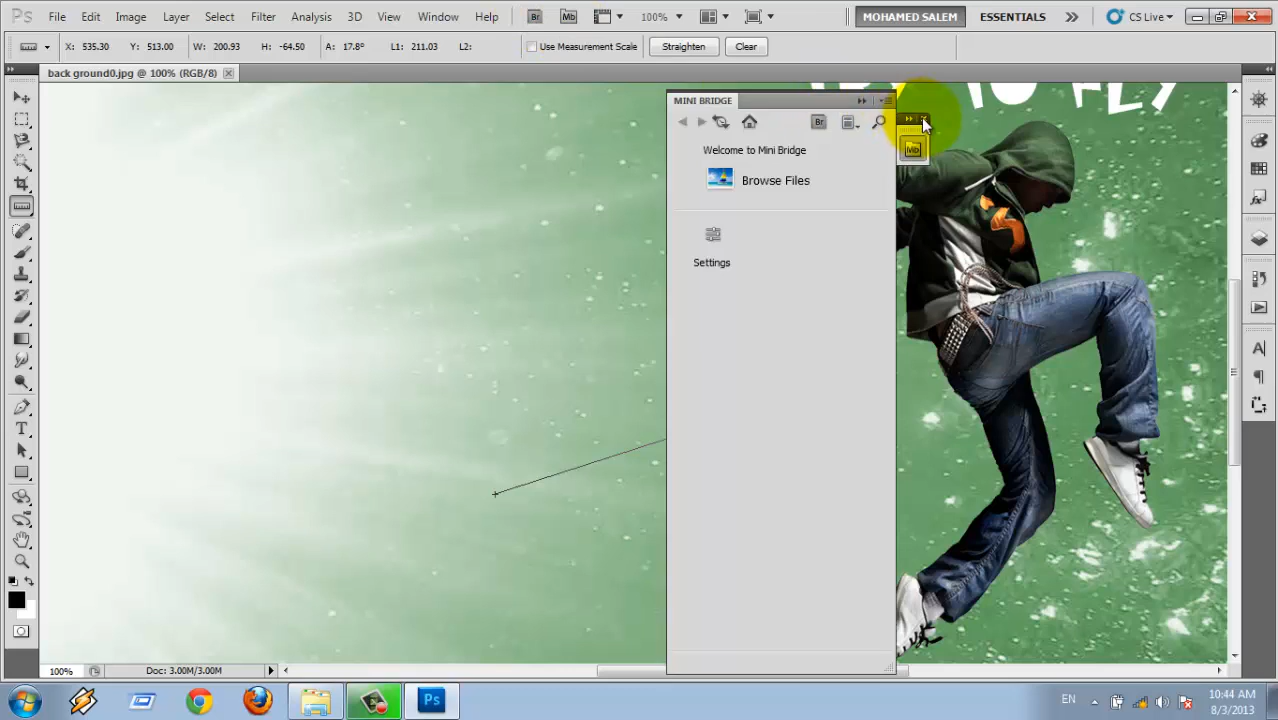 Ps File Edit Image Layer Select Filter Analysis 3D View Window Help Br Mb 100% MOHAMED SALEM ESSENTIALS CS Live
X: 535.30 Y: 513.00 W: 200.93 H: -64.50 A: 17.8° L1: 211.03 L2: Use Measurement Scale Straighten Clear
back ground0.jpg @ 100% (RGB/8)
TO FLY
MINI BRIDGE
Br
Mb
Welcome to Mini Bridge
Browse Files
Settings
100% Doc: 3.00M/3.00M
Ps EN 10:44 AM
8/3/2013